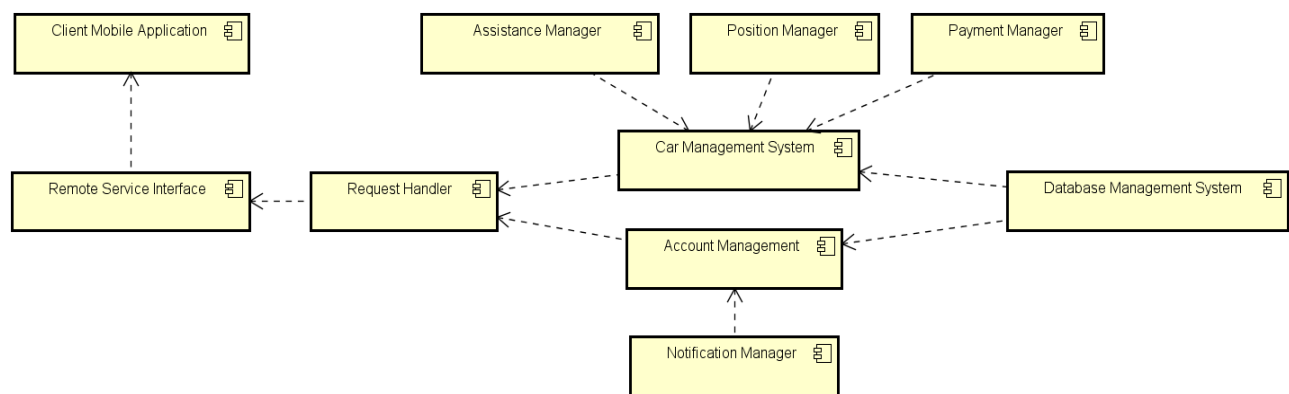 Client Mobile Application
Assistance Manager
Position Manager
Payment Manager
Car Management System
Remote Service Interface
Request Handler
Database Management System
Account Management
Notification Manager